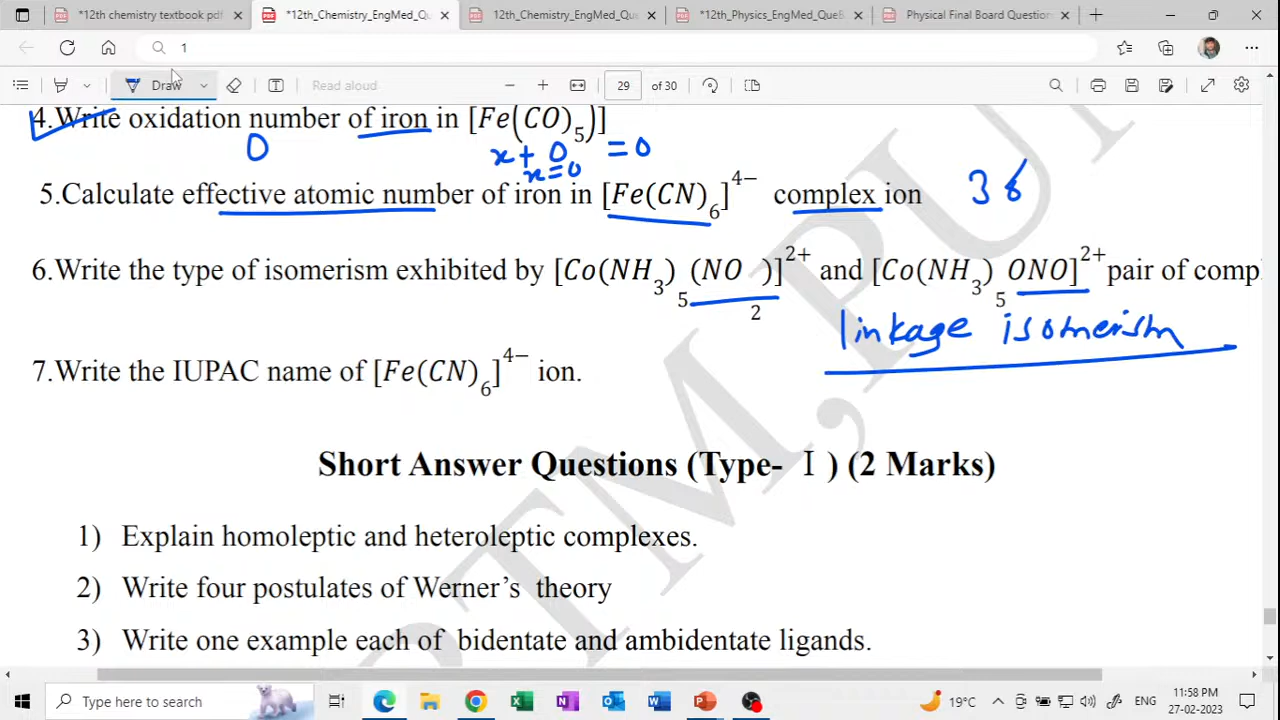 *12th chemistry textbook pdf
*12th_Chemistry_EngMed_Qu
12th_Chemistry_EngMed_Que
*12th_Physics_EngMed_QueB
Physical Final Board Question
1
Draw
Read aloud
29 of 30
4.Write oxidation number of iron in [Fe(CO)₅)]
0
x + 0 = 0
x = 0
5.Calculate effective atomic number of iron in [Fe(CN)₆]⁴⁻ complex ion 36
6.Write the type of isomerism exhibited by [Co(NH₃)₅(NO₂)]²⁺ and [Co(NH₃)₅ONO]²⁺ pair of compl
linkage isomerism
7.Write the IUPAC name of [Fe(CN)₆]⁴⁻ ion.
Short Answer Questions (Type- I ) (2 Marks)
1) Explain homoleptic and heteroleptic complexes.
2) Write four postulates of Werner’s theory
3) Write one example each of bidentate and ambidentate ligands.
RTM,PU
Type here to search
19°C
ENG
11:58 PM
27-02-2023